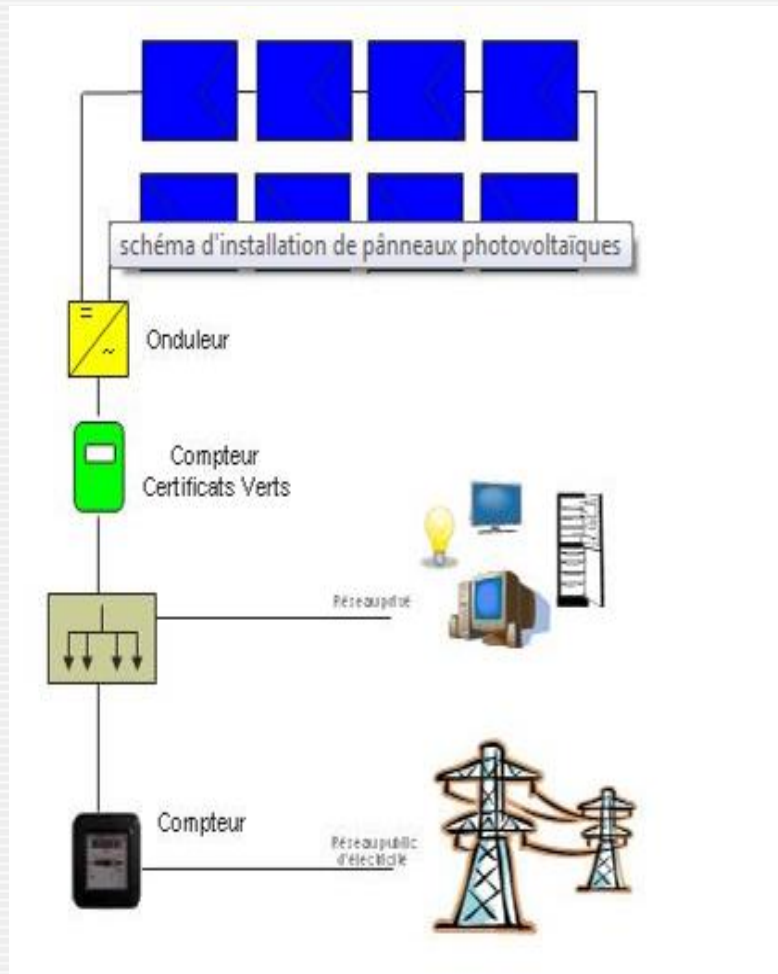 schéma d'installation de pânneaux photovoltaïques
Onduleur
Compteur
Certificats Verts
Réseau privé
Compteur
Réseau public
d'électricité